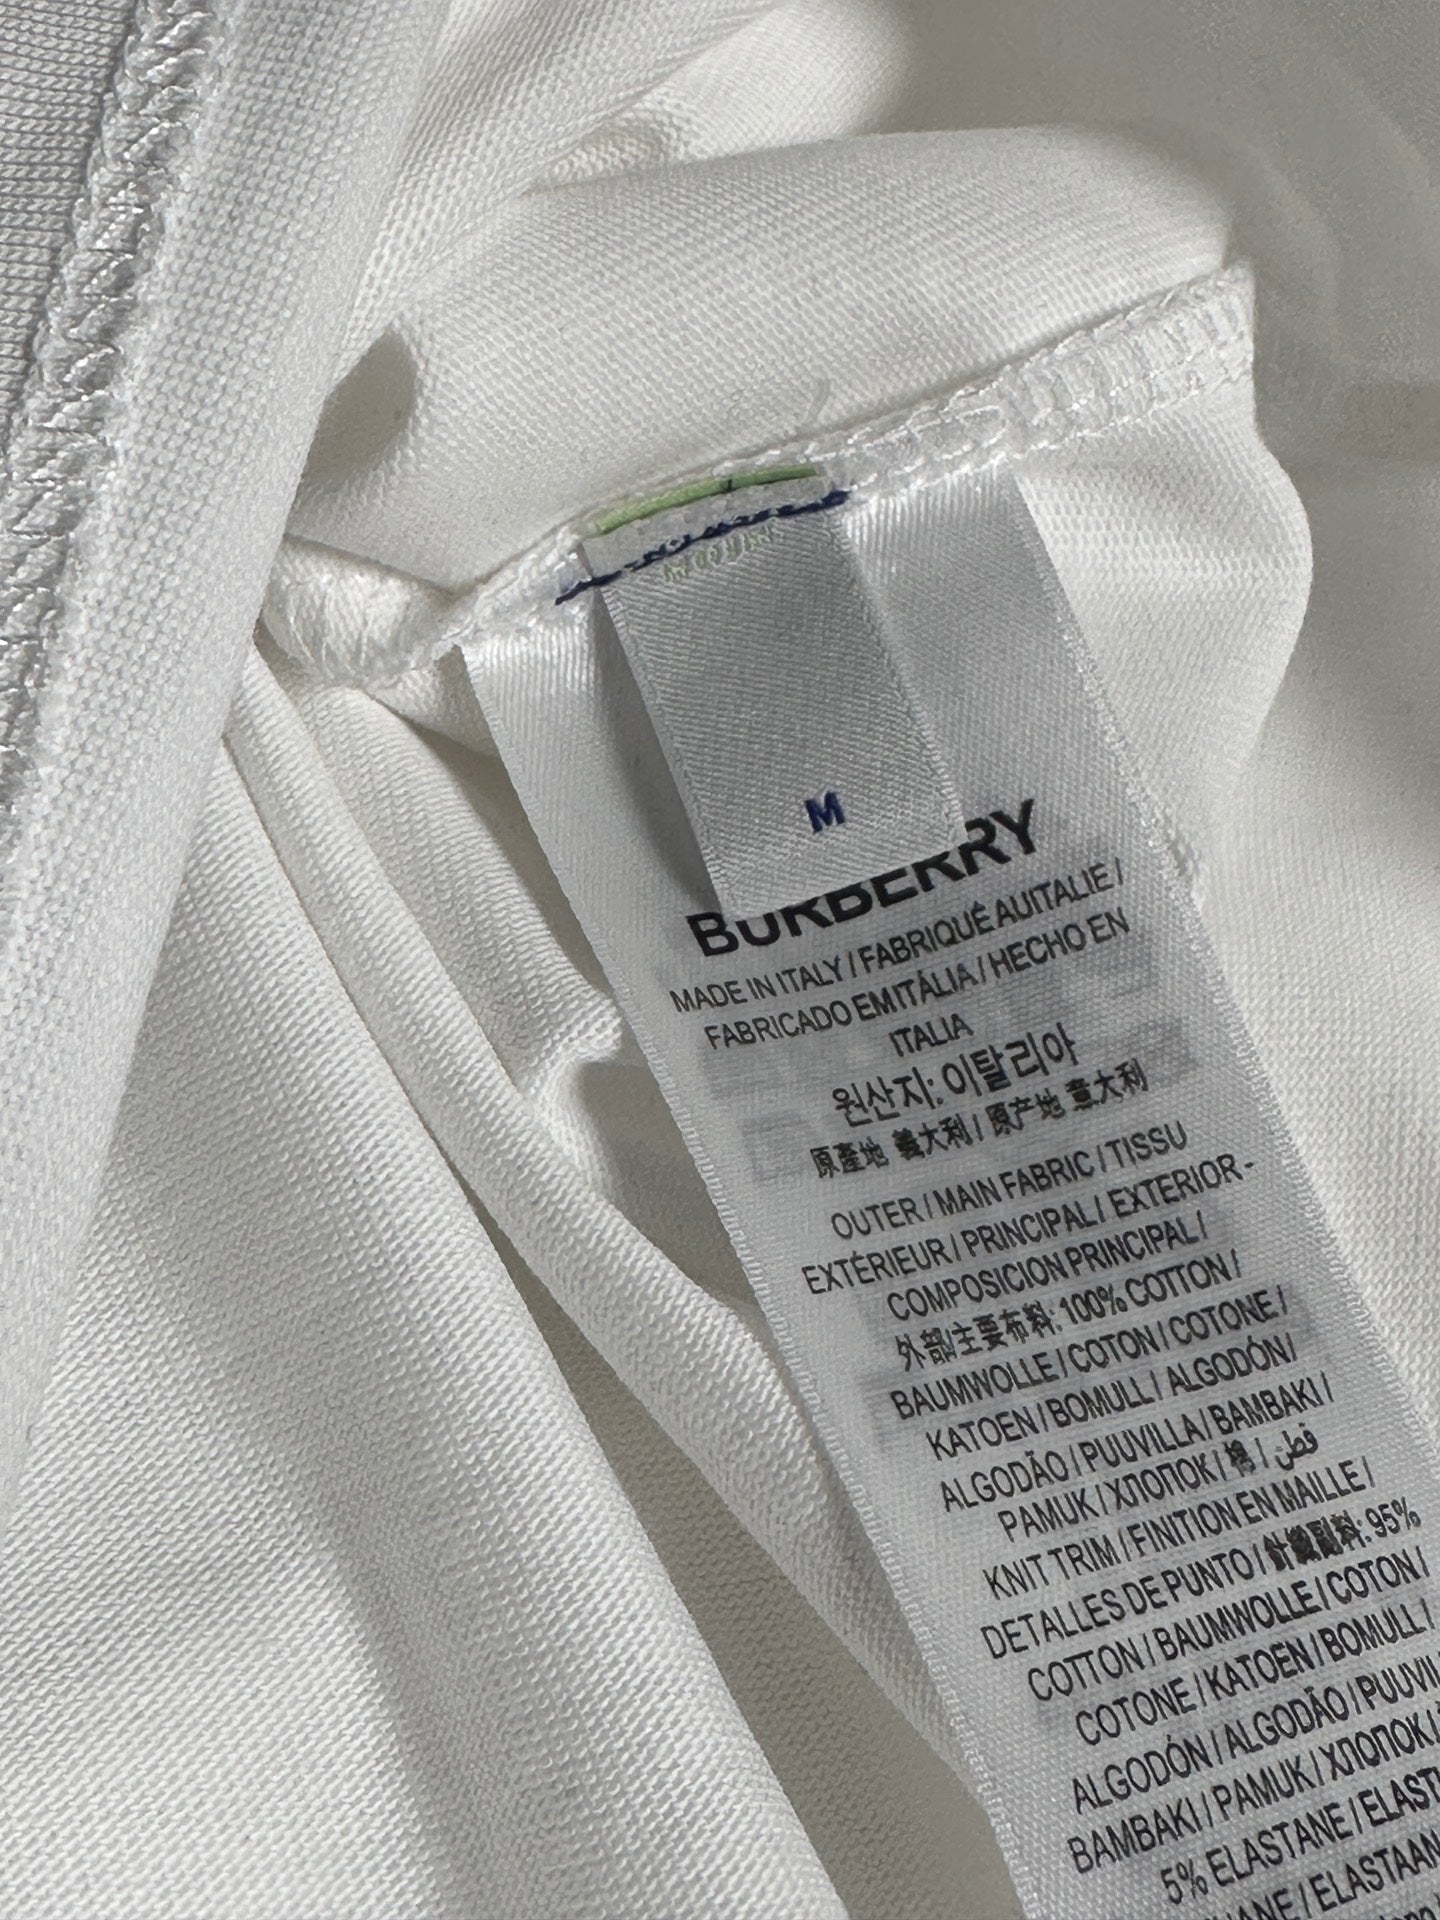 M
BURBERRY
MADE IN ITALY / FABRIQUÉ AUITALIE /
FABRICADO EMITÁLIA / HECHO EN
ITALIA
원산지: 이탈리아
原產地 義大利 / 原产地 意大利
OUTER / MAIN FABRIC / TISSU
EXTÉRIEUR / PRINCIPAL / EXTERIOR -
COMPOSICION PRINCIPAL /
外部/主要布料: 100% COTTON /
BAUMWOLLE / COTON / COTONE /
KATOEN / BOMULL / ALGODÓN /
ALGODÃO / PUUVILLA / BAMBAKI /
PAMUK / ХЛОПОК / 棉 / قطن
KNIT TRIM / FINITION EN MAILLE /
DETALLES DE PUNTO / 針織副料: 95%
COTTON / BAUMWOLLE / COTON /
COTONE / KATOEN / BOMULL /
ALGODÓN / ALGODÃO / PUUVI
BAMBAKI / PAMUK / ХЛОПОК /
5% ELASTANE / ELAST
ELASTAAN